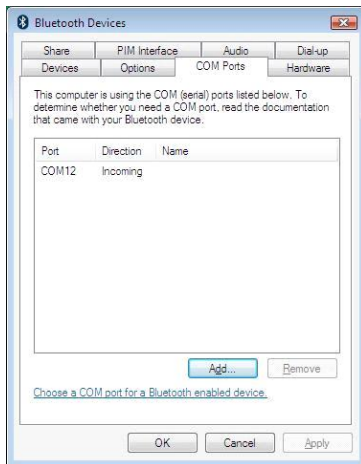 Bluetooth Devices
Share PIM Interface Audio Dial-up
Devices Options COM Ports Hardware
This computer is using the COM (serial) ports listed below. To
determine whether you need a COM port, read the documentation
that came with your Bluetooth device.
Port Direction Name
COM12 Incoming
Add... Remove
Choose a COM port for a Bluetooth enabled device.
OK Cancel Apply